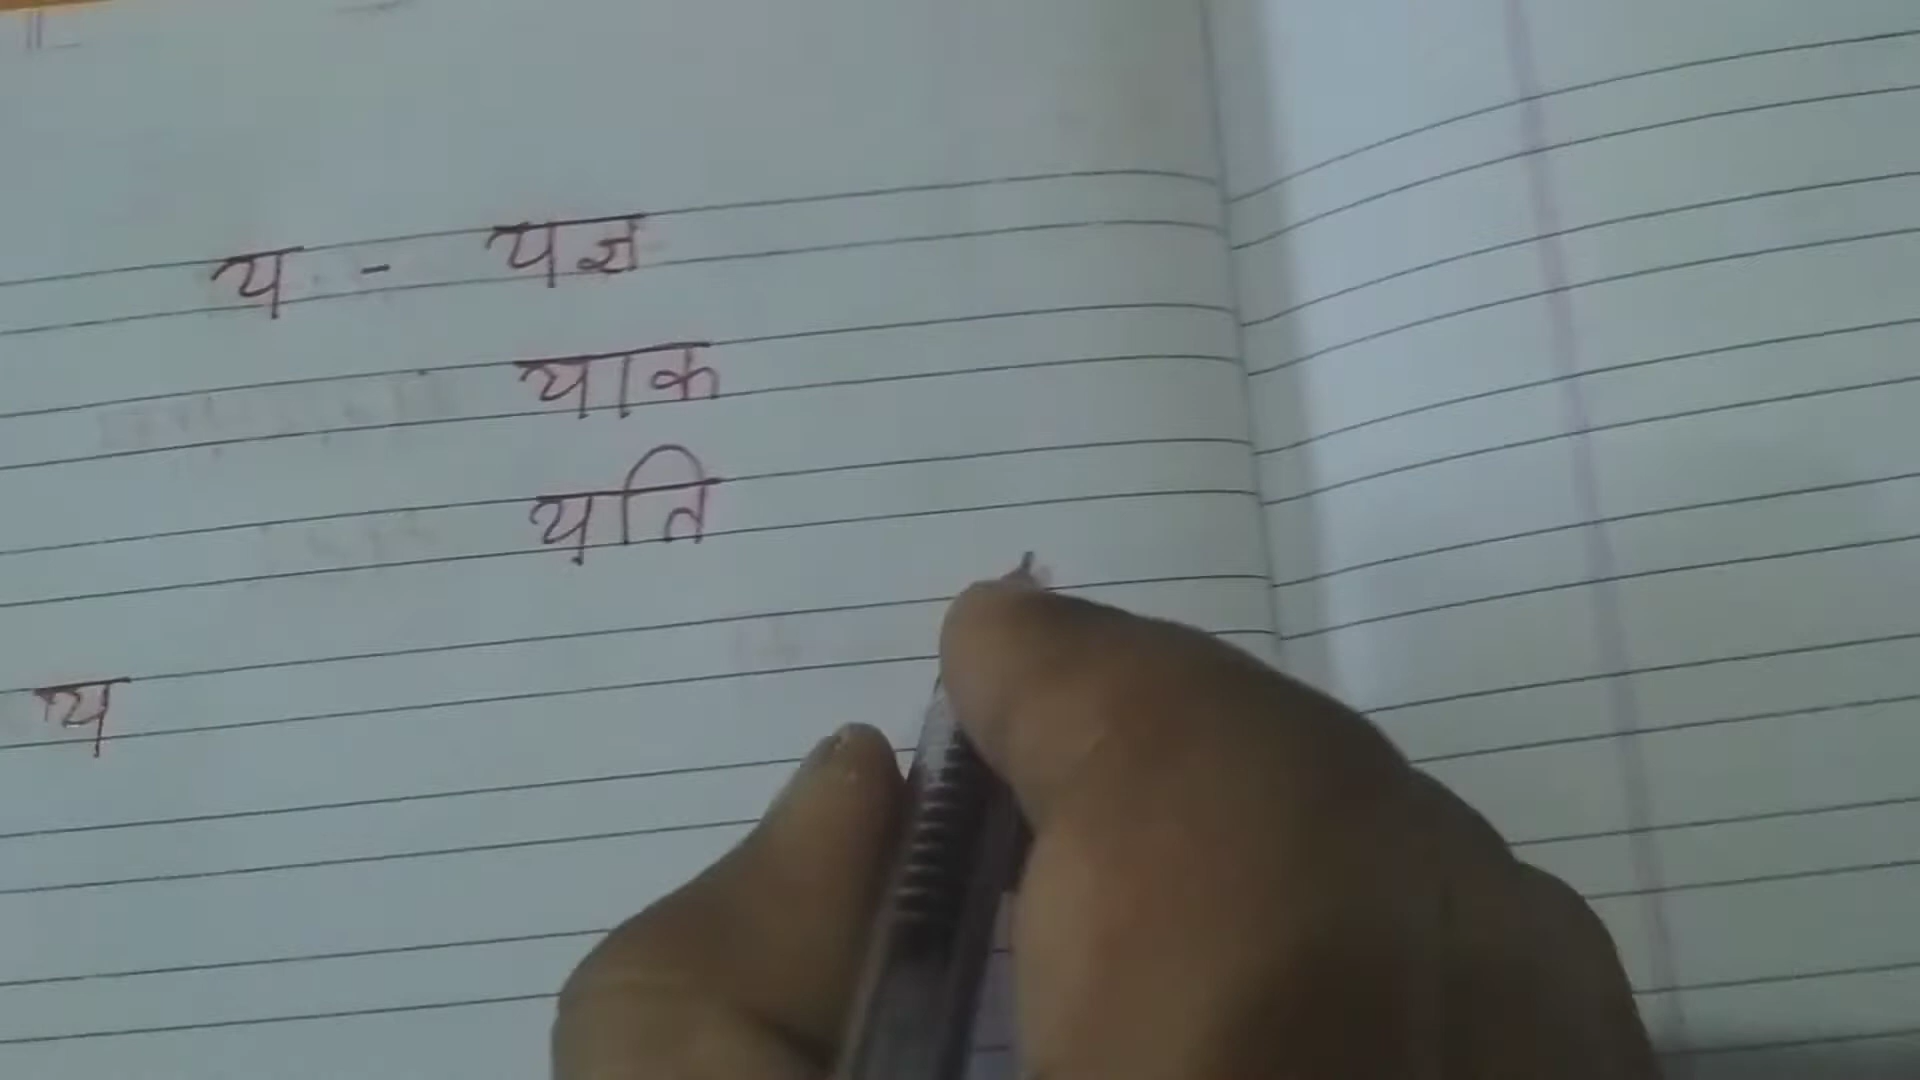 य - यज्ञ
याक
यति
य